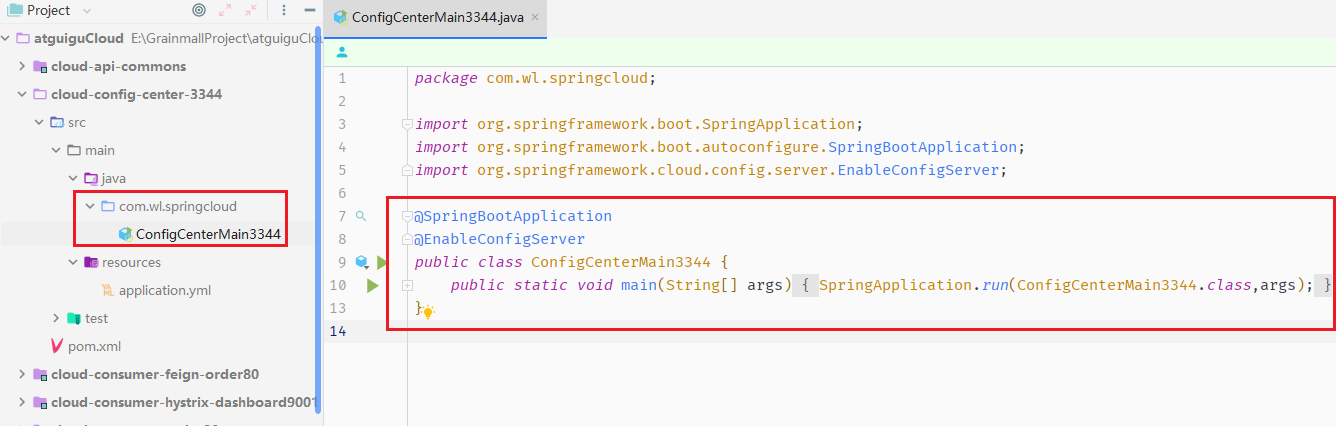 Project
atguiguCloud E:\GrainmallProject\atguiguClou
cloud-api-commons
cloud-config-center-3344
src
main
java
com.wl.springcloud
ConfigCenterMain3344
resources
application.yml
test
pom.xml
cloud-consumer-feign-order80
cloud-consumer-hystrix-dashboard9001
ConfigCenterMain3344.java
1 package com.wl.springcloud;
2
3 import org.springframework.boot.SpringApplication;
4 import org.springframework.boot.autoconfigure.SpringBootApplication;
5 import org.springframework.cloud.config.server.EnableConfigServer;
6
7 @SpringBootApplication
8 @EnableConfigServer
9 public class ConfigCenterMain3344 {
10 public static void main(String[] args) { SpringApplication.run(ConfigCenterMain3344.class,args); }
13 }
14